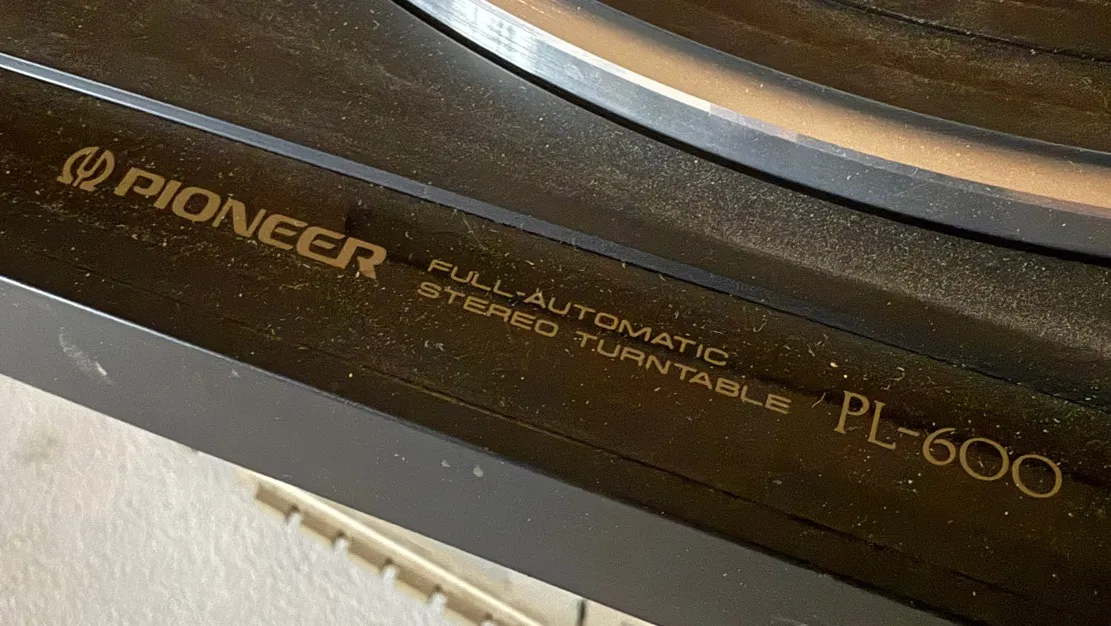 PIONEER
FULL-AUTOMATIC
STEREO TURNTABLE
PL-600